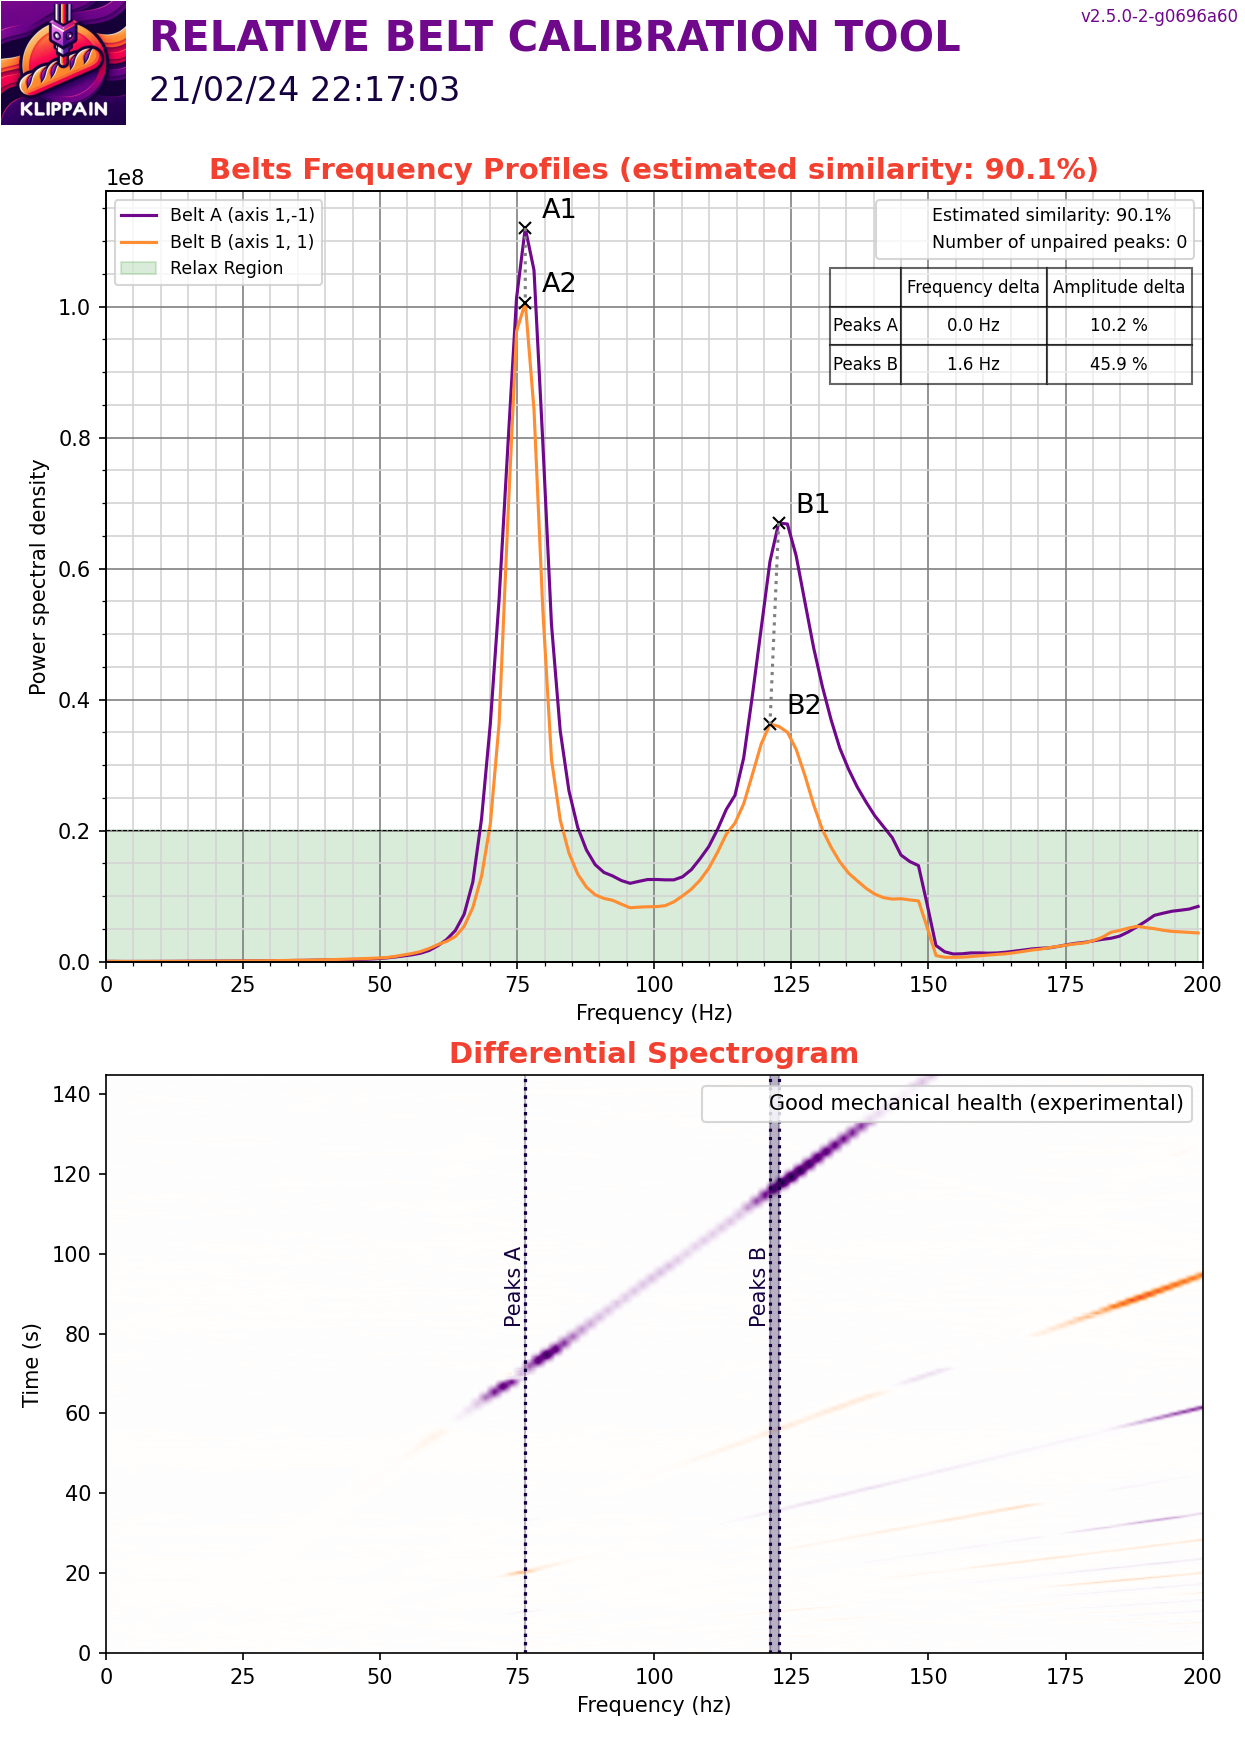 KLIPPAIN
RELATIVE BELT CALIBRATION TOOL
v2.5.0-2-g0696a60
21/02/24 22:17:03
Belts Frequency Profiles (estimated similarity: 90.1%)
1e8
Belt A (axis 1,-1)
Belt B (axis 1, 1)
Relax Region
A1
A2
B1
B2
Estimated similarity: 90.1%
Number of unpaired peaks: 0
Frequency delta Amplitude delta
Peaks A 0.0 Hz 10.2 %
Peaks B 1.6 Hz 45.9 %
1.0
0.8
0.6
0.4
0.2
0.0
Power spectral density
0 25 50 75 100 125 150 175 200
Frequency (Hz)
Differential Spectrogram
Good mechanical health (experimental)
Peaks A
Peaks B
140
120
100
80
60
40
20
0
Time (s)
0 25 50 75 100 125 150 175 200
Frequency (hz)